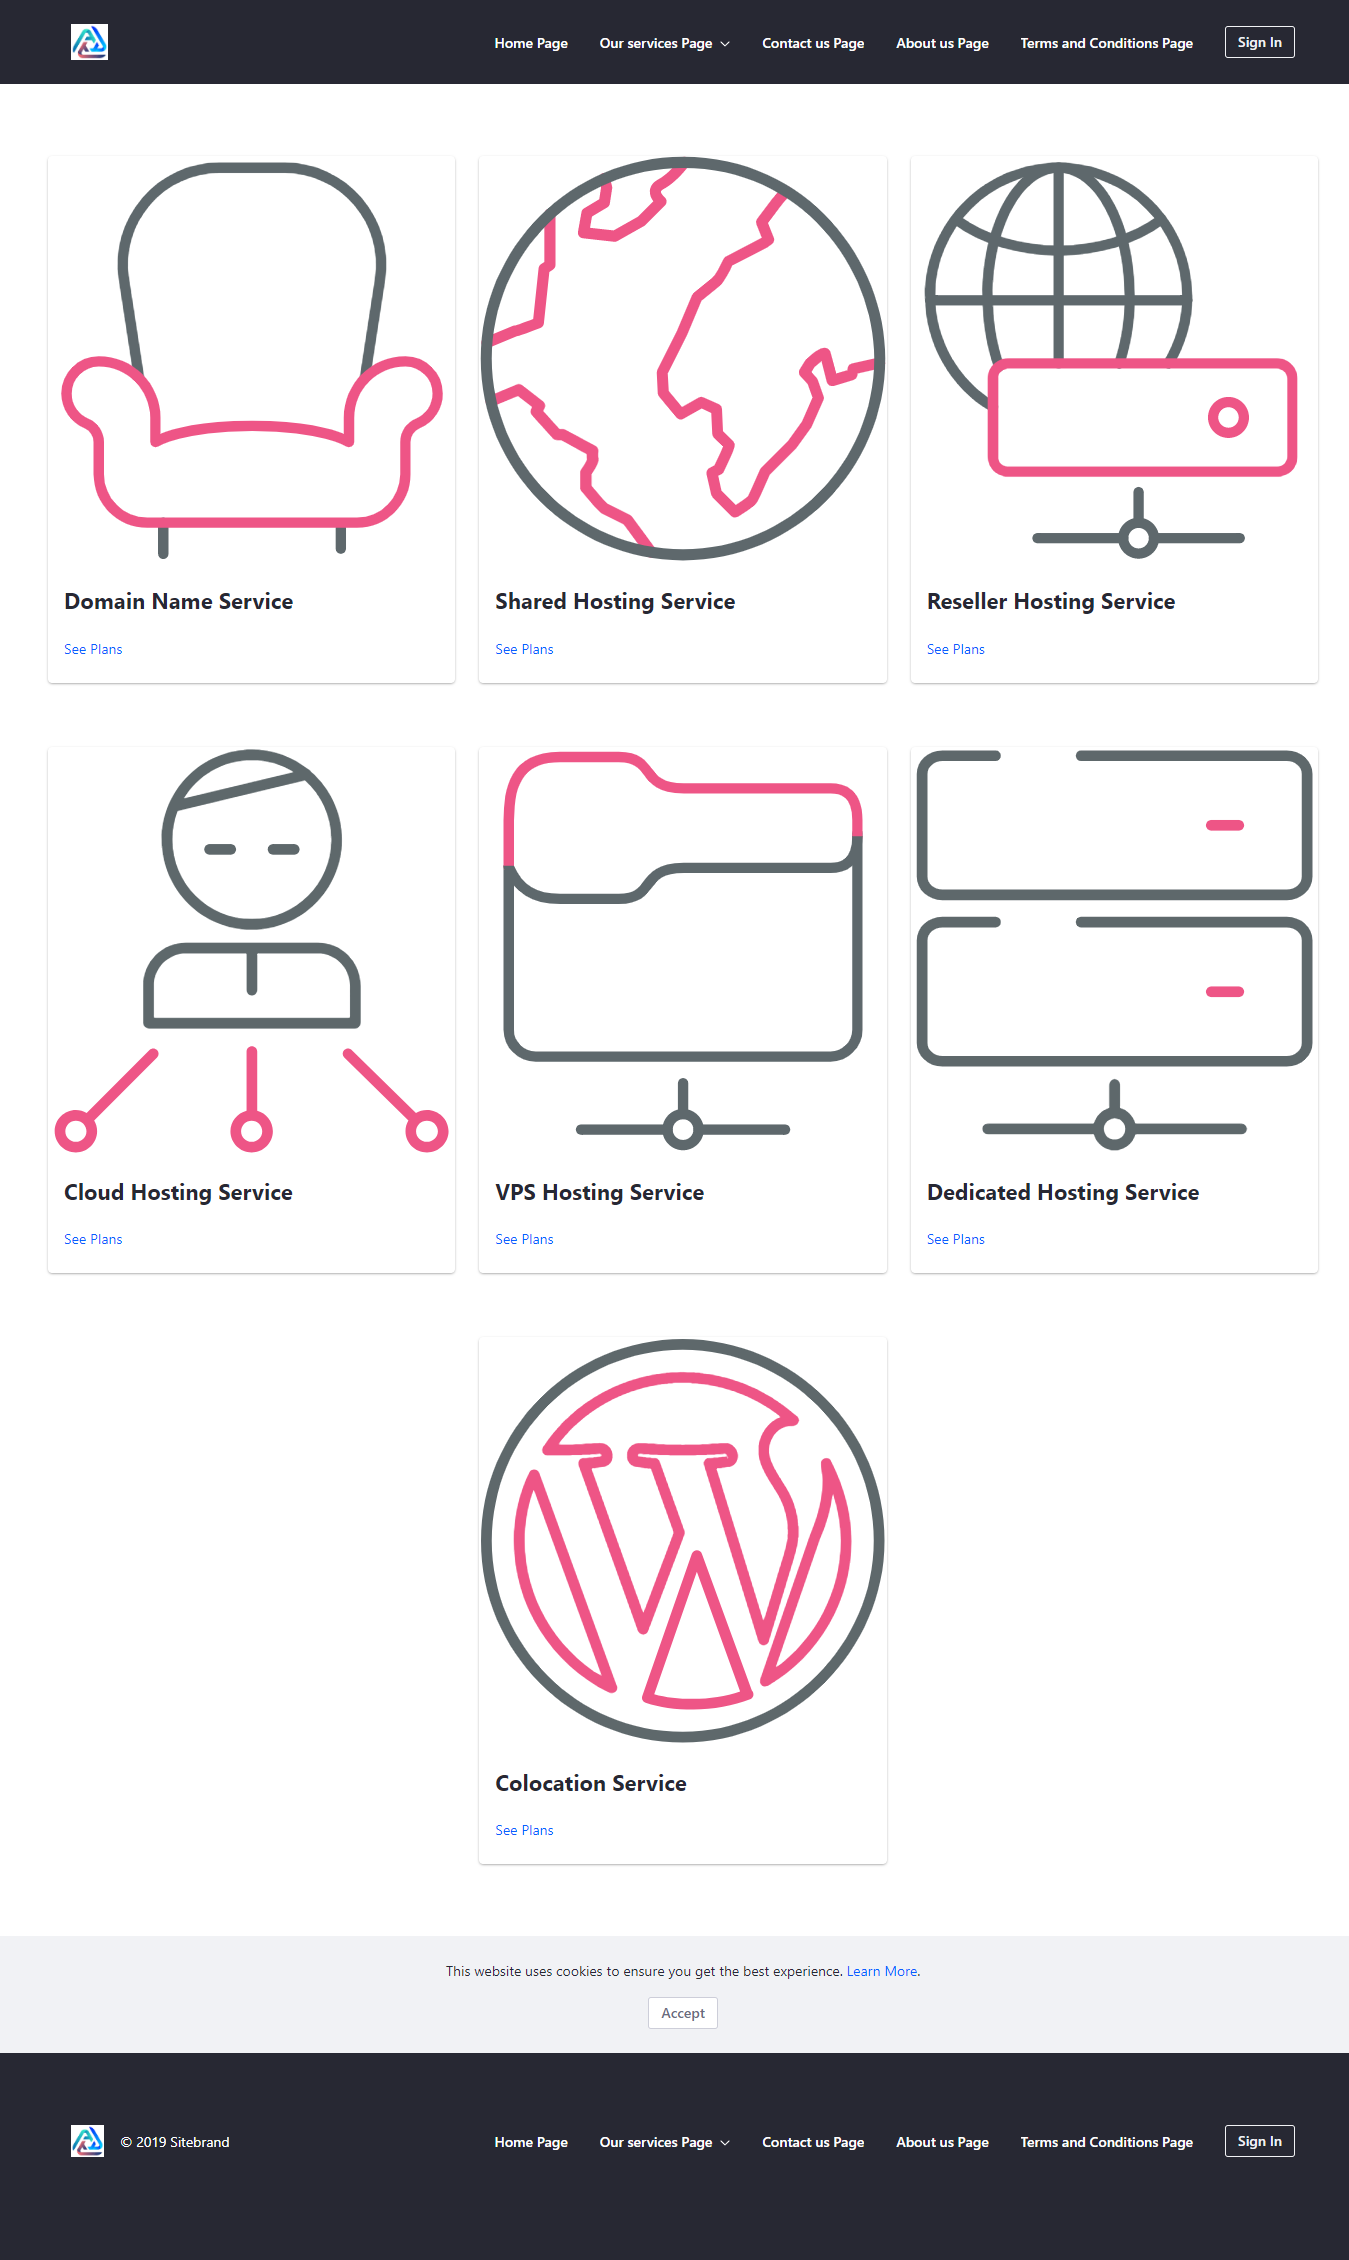 Home Page Our services Page Contact us Page About us Page Terms and Conditions Page Sign In
Domain Name Service
See Plans
Shared Hosting Service
See Plans
Reseller Hosting Service
See Plans
Cloud Hosting Service
See Plans
VPS Hosting Service
See Plans
Dedicated Hosting Service
See Plans
Colocation Service
See Plans
This website uses cookies to ensure you get the best experience. Learn More.
Accept
© 2019 Sitebrand Home Page Our services Page Contact us Page About us Page Terms and Conditions Page Sign In